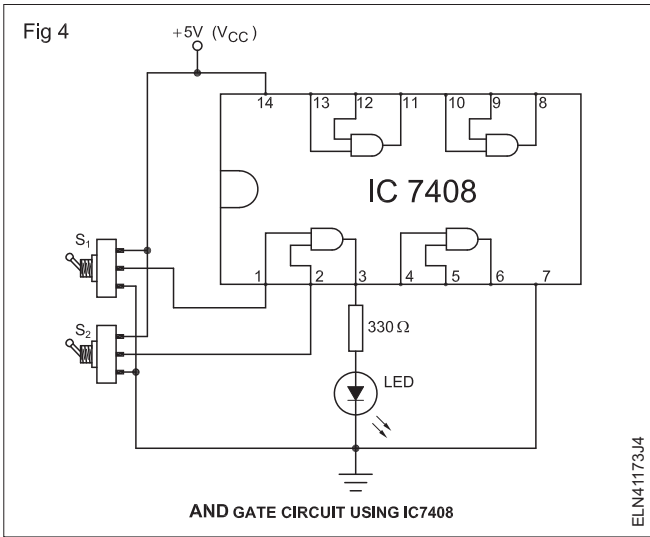 Fig 4
+5V (VCC)
14 13 12 11 10 9 8
IC 7408
S1
1 2 3 4 5 6 7
S2
330 Ω
LED
AND GATE CIRCUIT USING IC7408
ELN41173J4